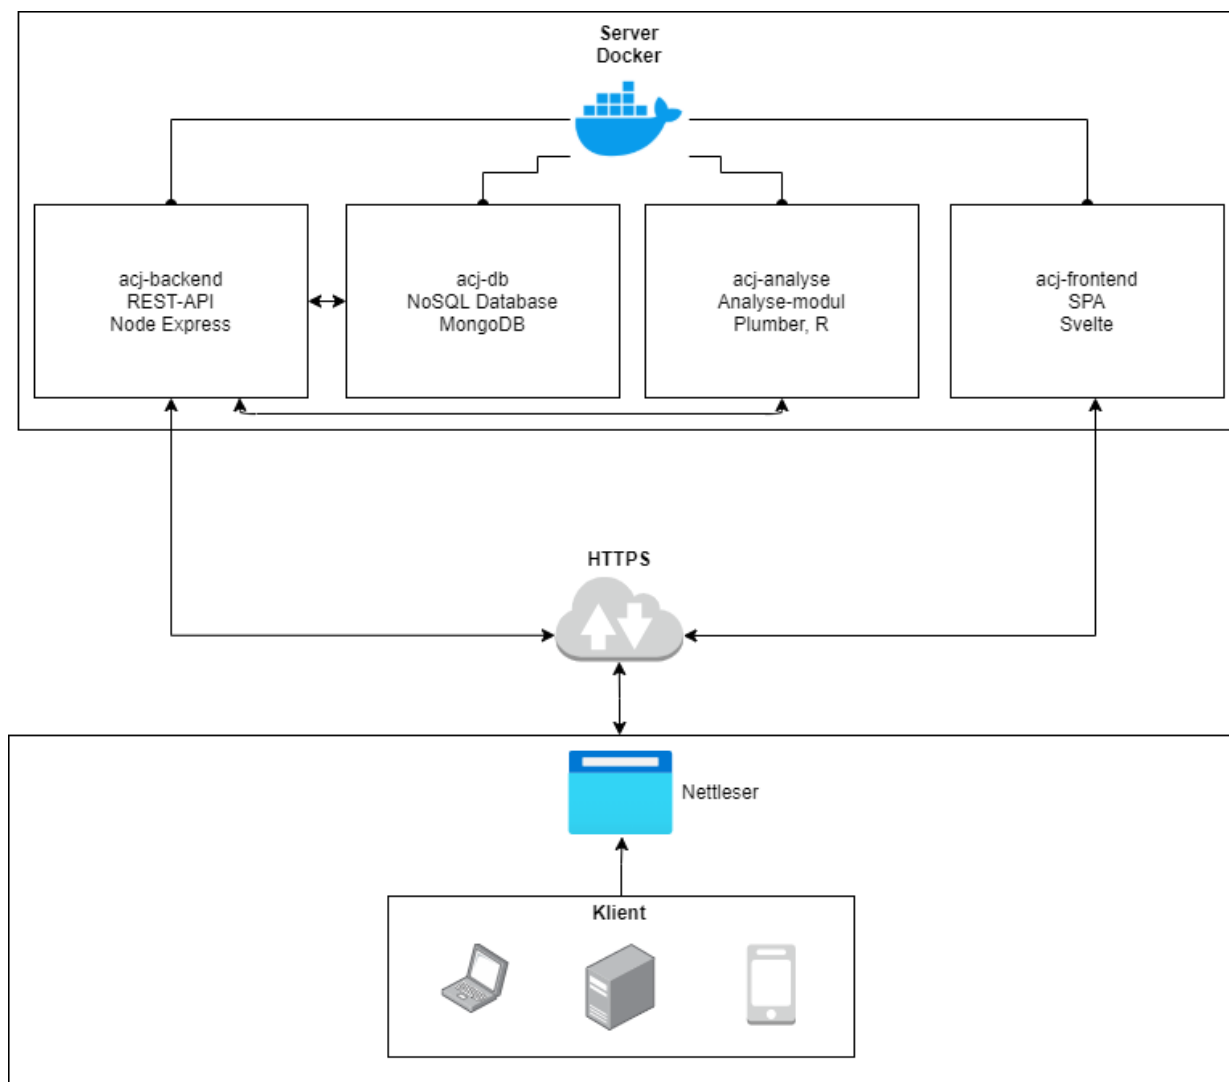 Server
Docker
acj-backend
REST-API
Node Express
acj-db
NoSQL Database
MongoDB
acj-analyse
Analyse-modul
Plumber, R
acj-frontend
SPA
Svelte
HTTPS
Nettleser
Klient